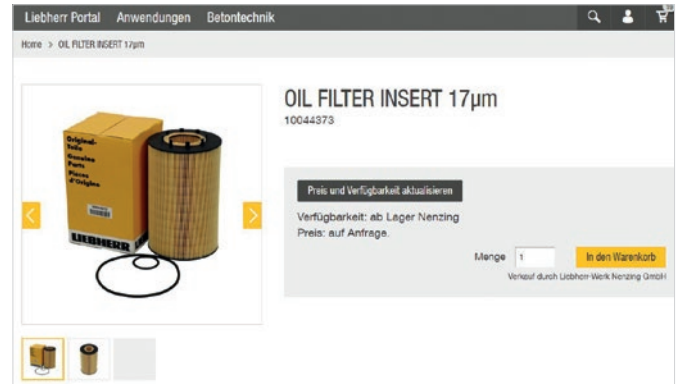 Liebherr Portal Anwendungen Betontechnik
Home > OIL FILTER INSERT 17µm
OIL FILTER INSERT 17µm
10044373
Original-
Teile
Genuine
Parts
Pièces
d'Origine
LIEBHERR
Preis und Verfügbarkeit aktualisieren
Verfügbarkeit: ab Lager Nenzing
Preis: auf Anfrage.
Menge 1 In den Warenkorb
Verkauf durch Liebherr-Werk Nenzing GmbH